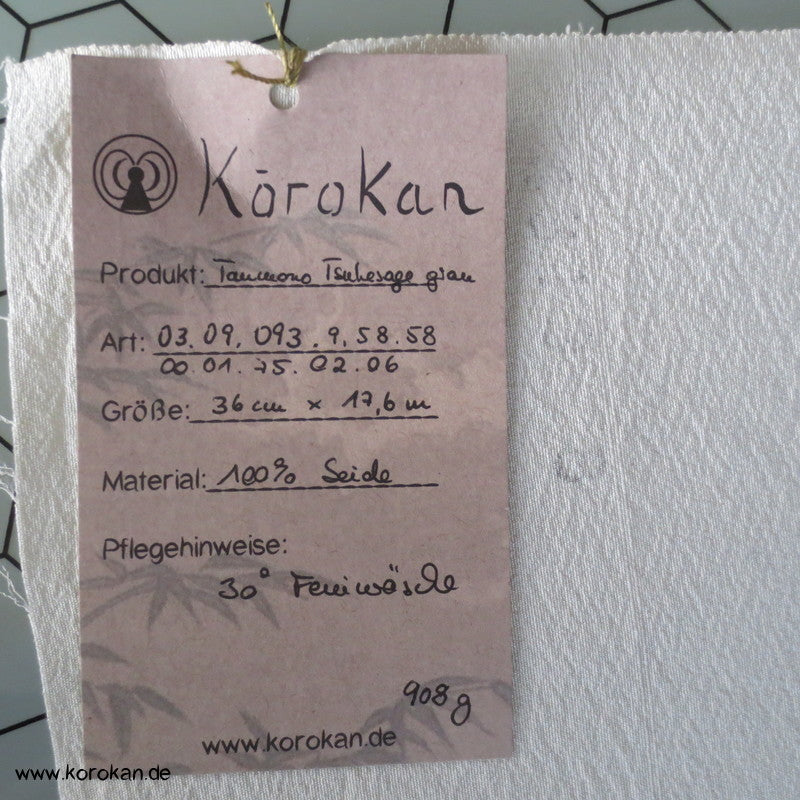 Kōrokan
Produkt: Tanmono Tsukesage grau
Art: 03.09.093.9.58.58
00.01.75.02.06
Größe: 36 cm x 17,6 m
Material: 100% Seide
Pflegehinweise:
30° Feinwäsche
908 g
www.korokan.de
www.korokan.de